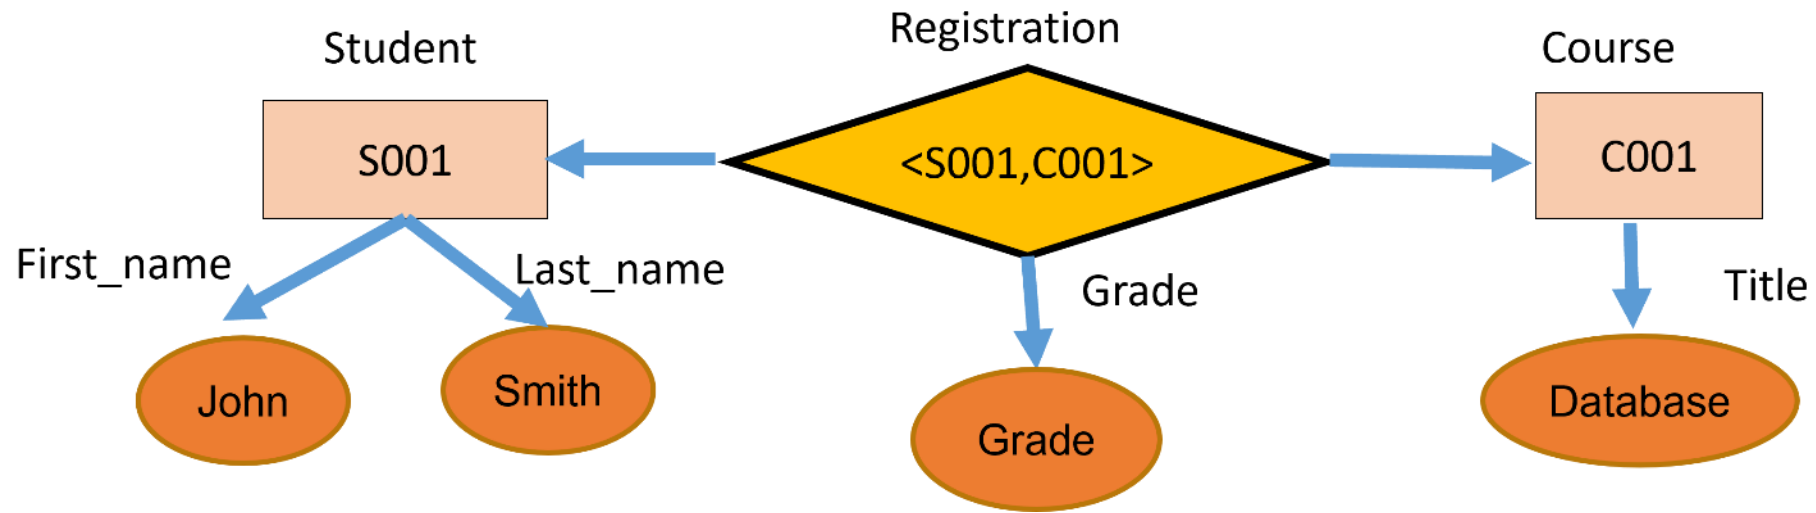 Student
Registration
Course
S001
<S001,C001>
C001
First_name
Last_name
Grade
Title
John
Smith
Grade
Database